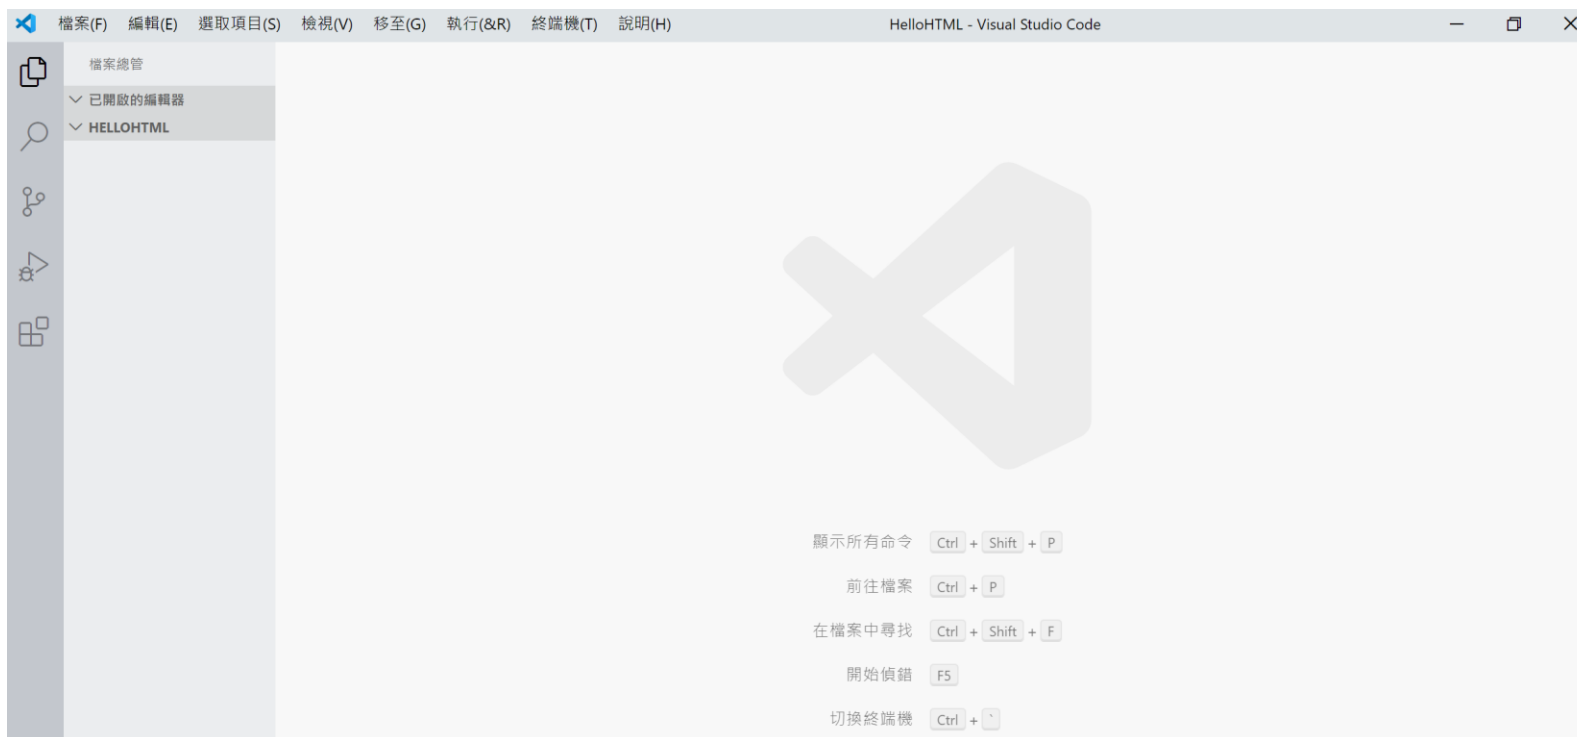 檔案(F) 編輯(E) 選取項目(S) 檢視(V) 移至(G) 執行(&R) 終端機(T) 說明(H) HelloHTML - Visual Studio Code
檔案總管
已開啟的編輯器
HELLOHTML
顯示所有命令 Ctrl + Shift + P
前往檔案 Ctrl + P
在檔案中尋找 Ctrl + Shift + F
開始偵錯 F5
切換終端機 Ctrl + `